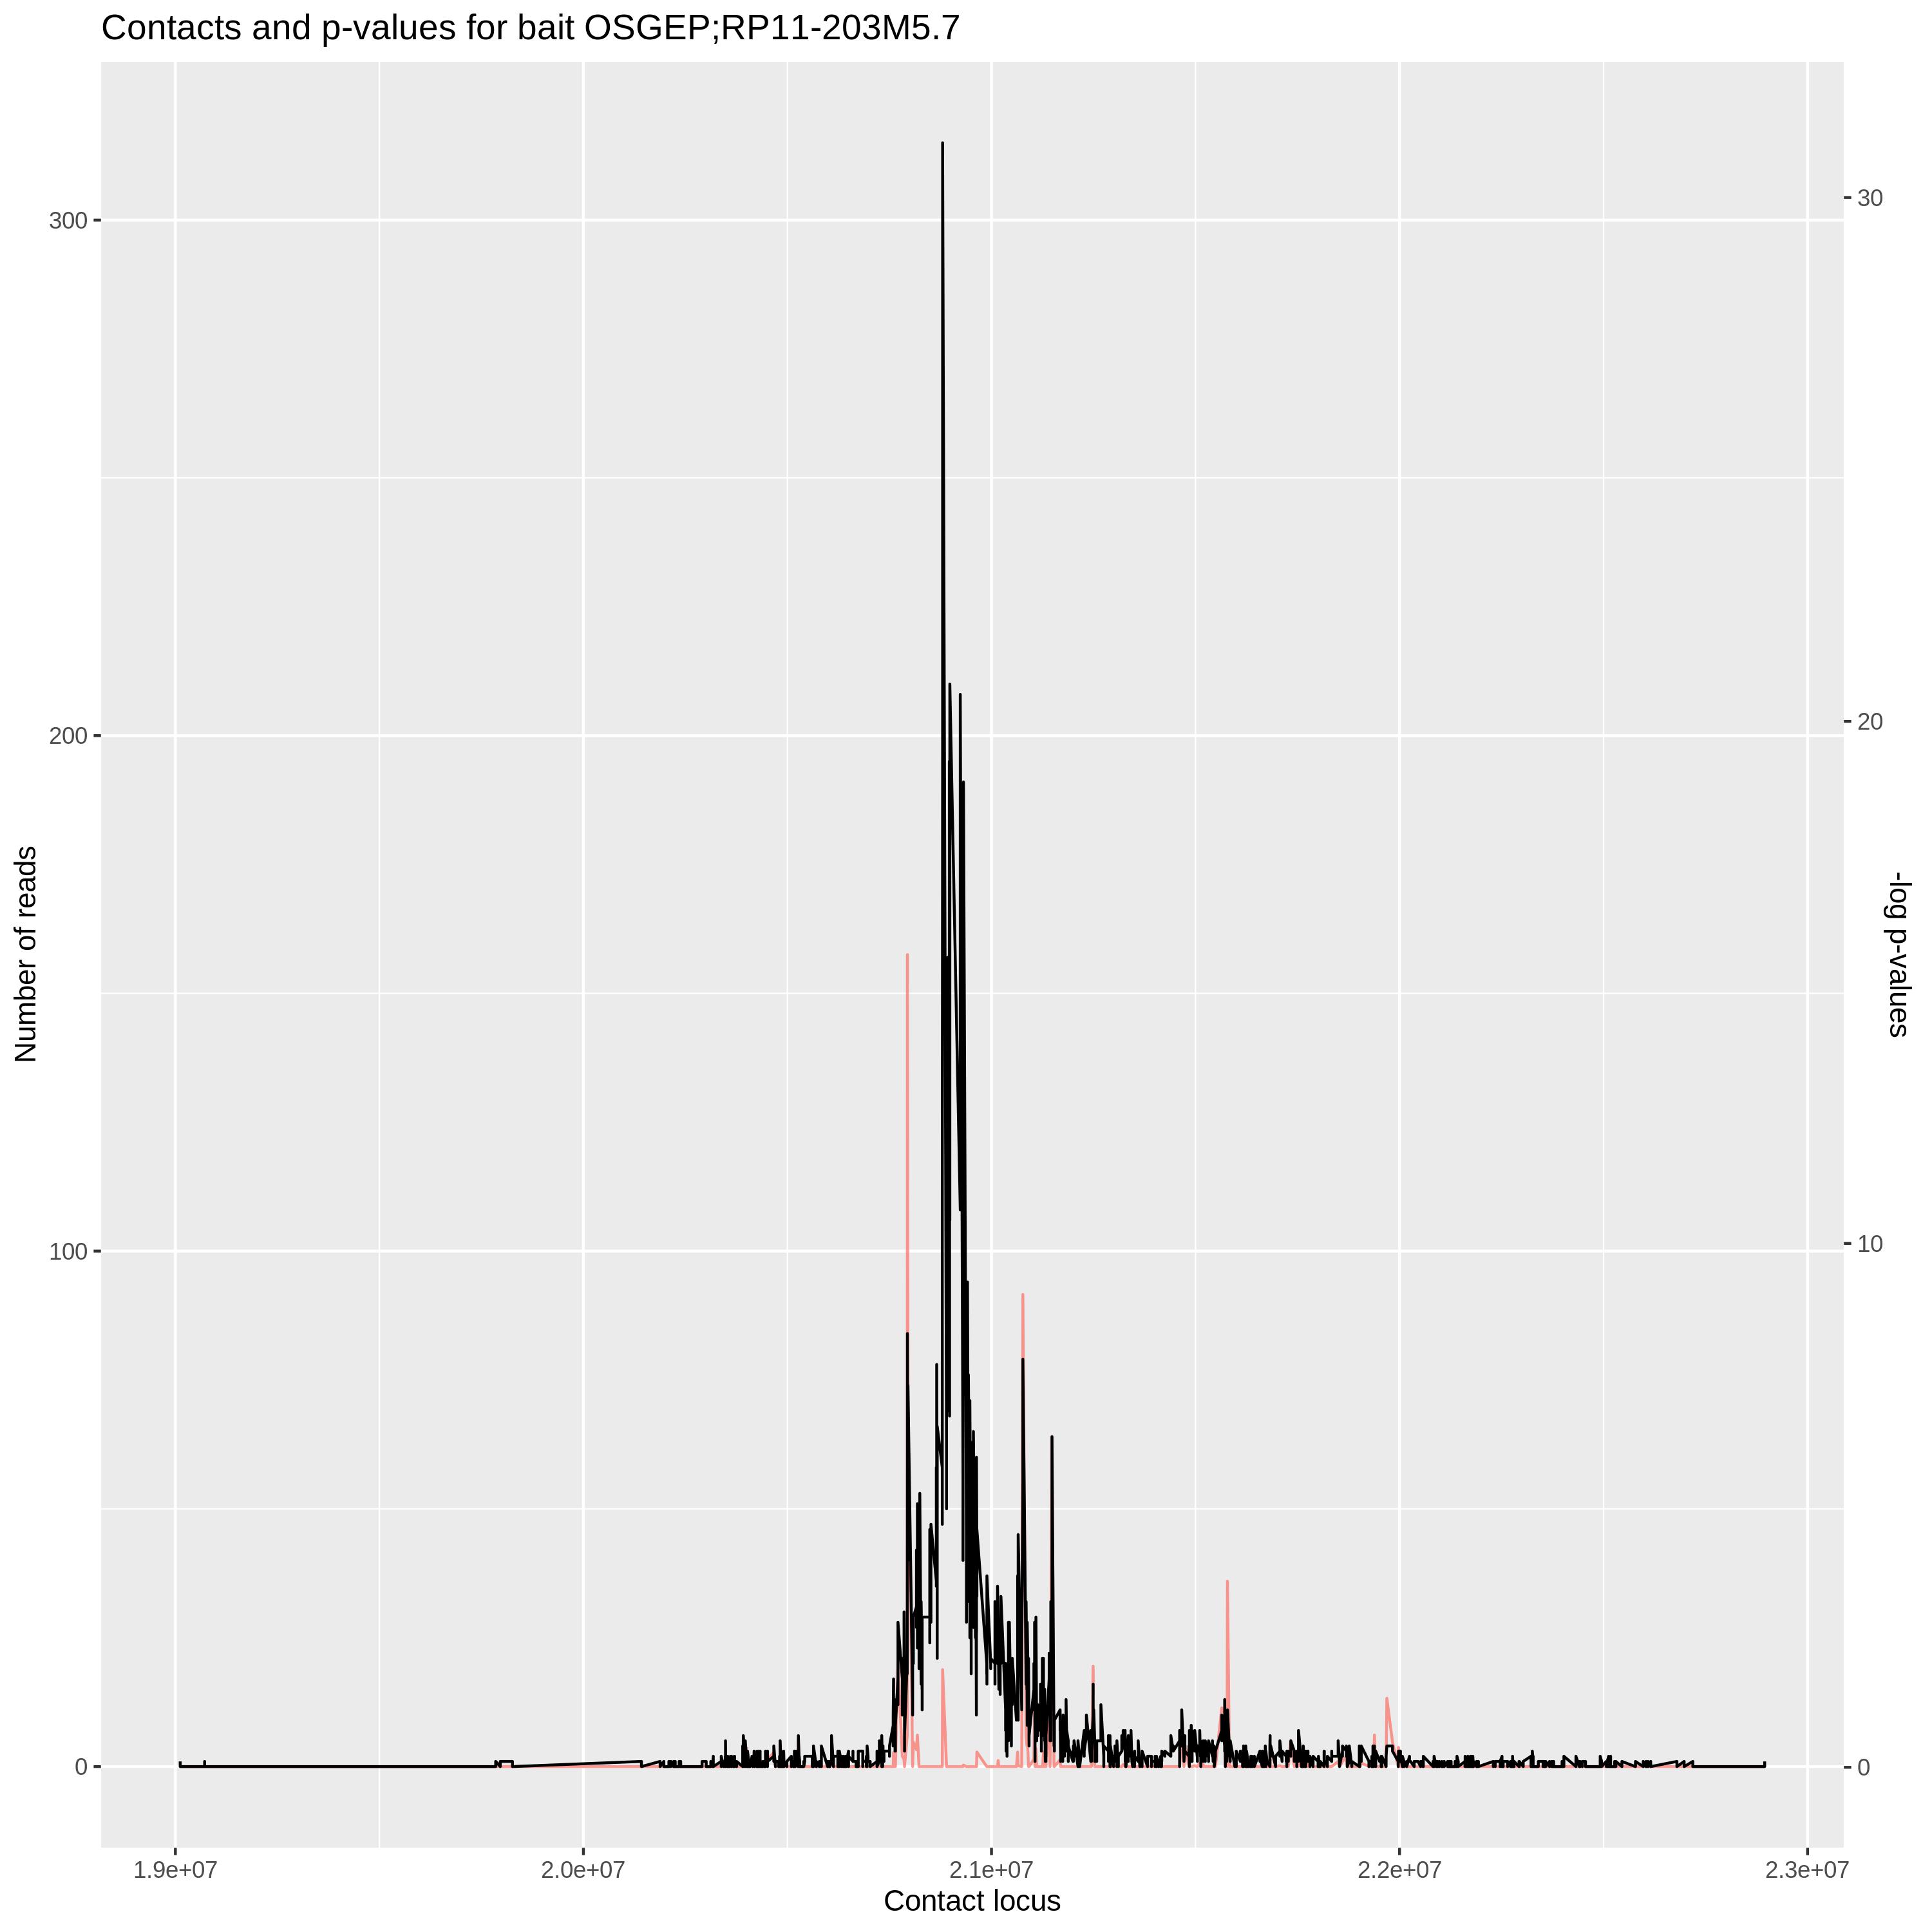 Contacts and p-values for bait OSGEP;RP11-203M5.7
300
200
100
0
Number of reads
30
20
10
0
-log p-values
1.9e+07
2.0e+07
2.1e+07
2.2e+07
2.3e+07
Contact locus